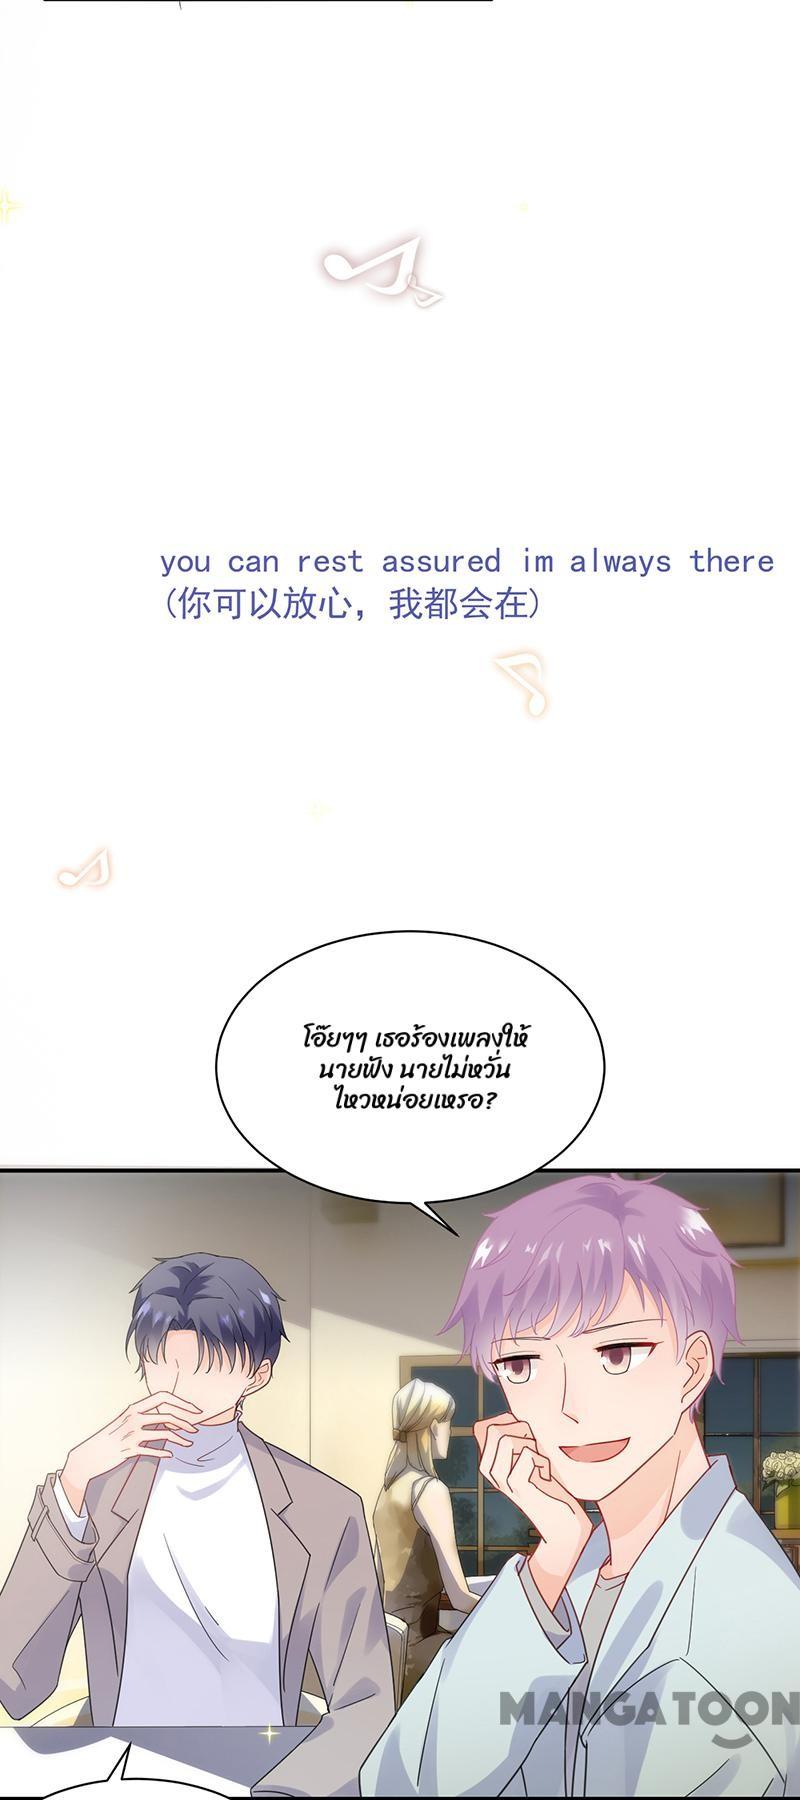 you can rest assured im always there
(你可以放心，我都会在)
โอ๊ยๆๆ เธอร้องเพลงให้
นายฟัง นายไม่หวั่น
ไหวหน่อยเหรอ?
MANGATOON